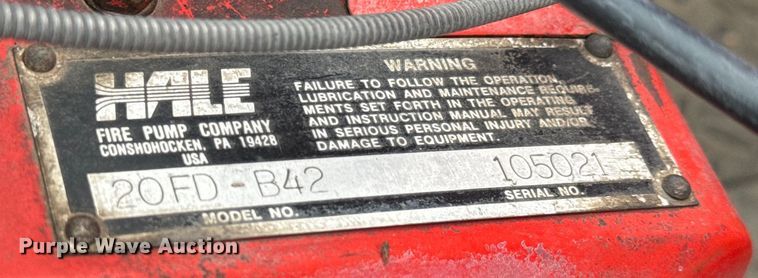 HALE
FIRE PUMP COMPANY
CONSHOHOCKEN, PA 19428
USA
WARNING
FAILURE TO FOLLOW THE OPERATION,
LUBRICATION AND MAINTENANCE REQUIRE-
MENTS SET FORTH IN THE OPERATING
AND INSTRUCTION MANUAL MAY RESULT
IN SERIOUS PERSONAL INJURY AND/OR
DAMAGE TO EQUIPMENT.
20FD-B42 105021
MODEL NO. SERIAL NO.
Purple Wave Auction